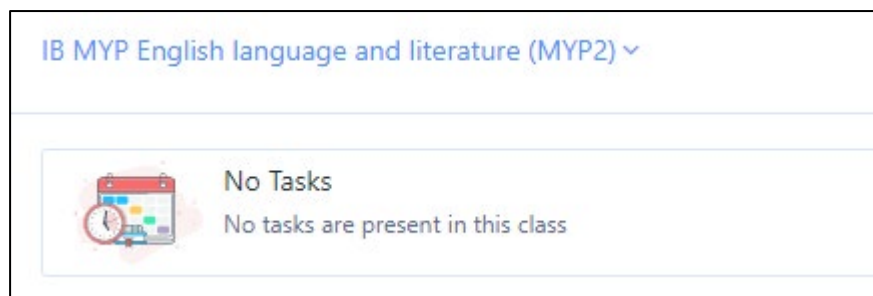 IB MYP English language and literature (MYP2)
No Tasks
No tasks are present in this class